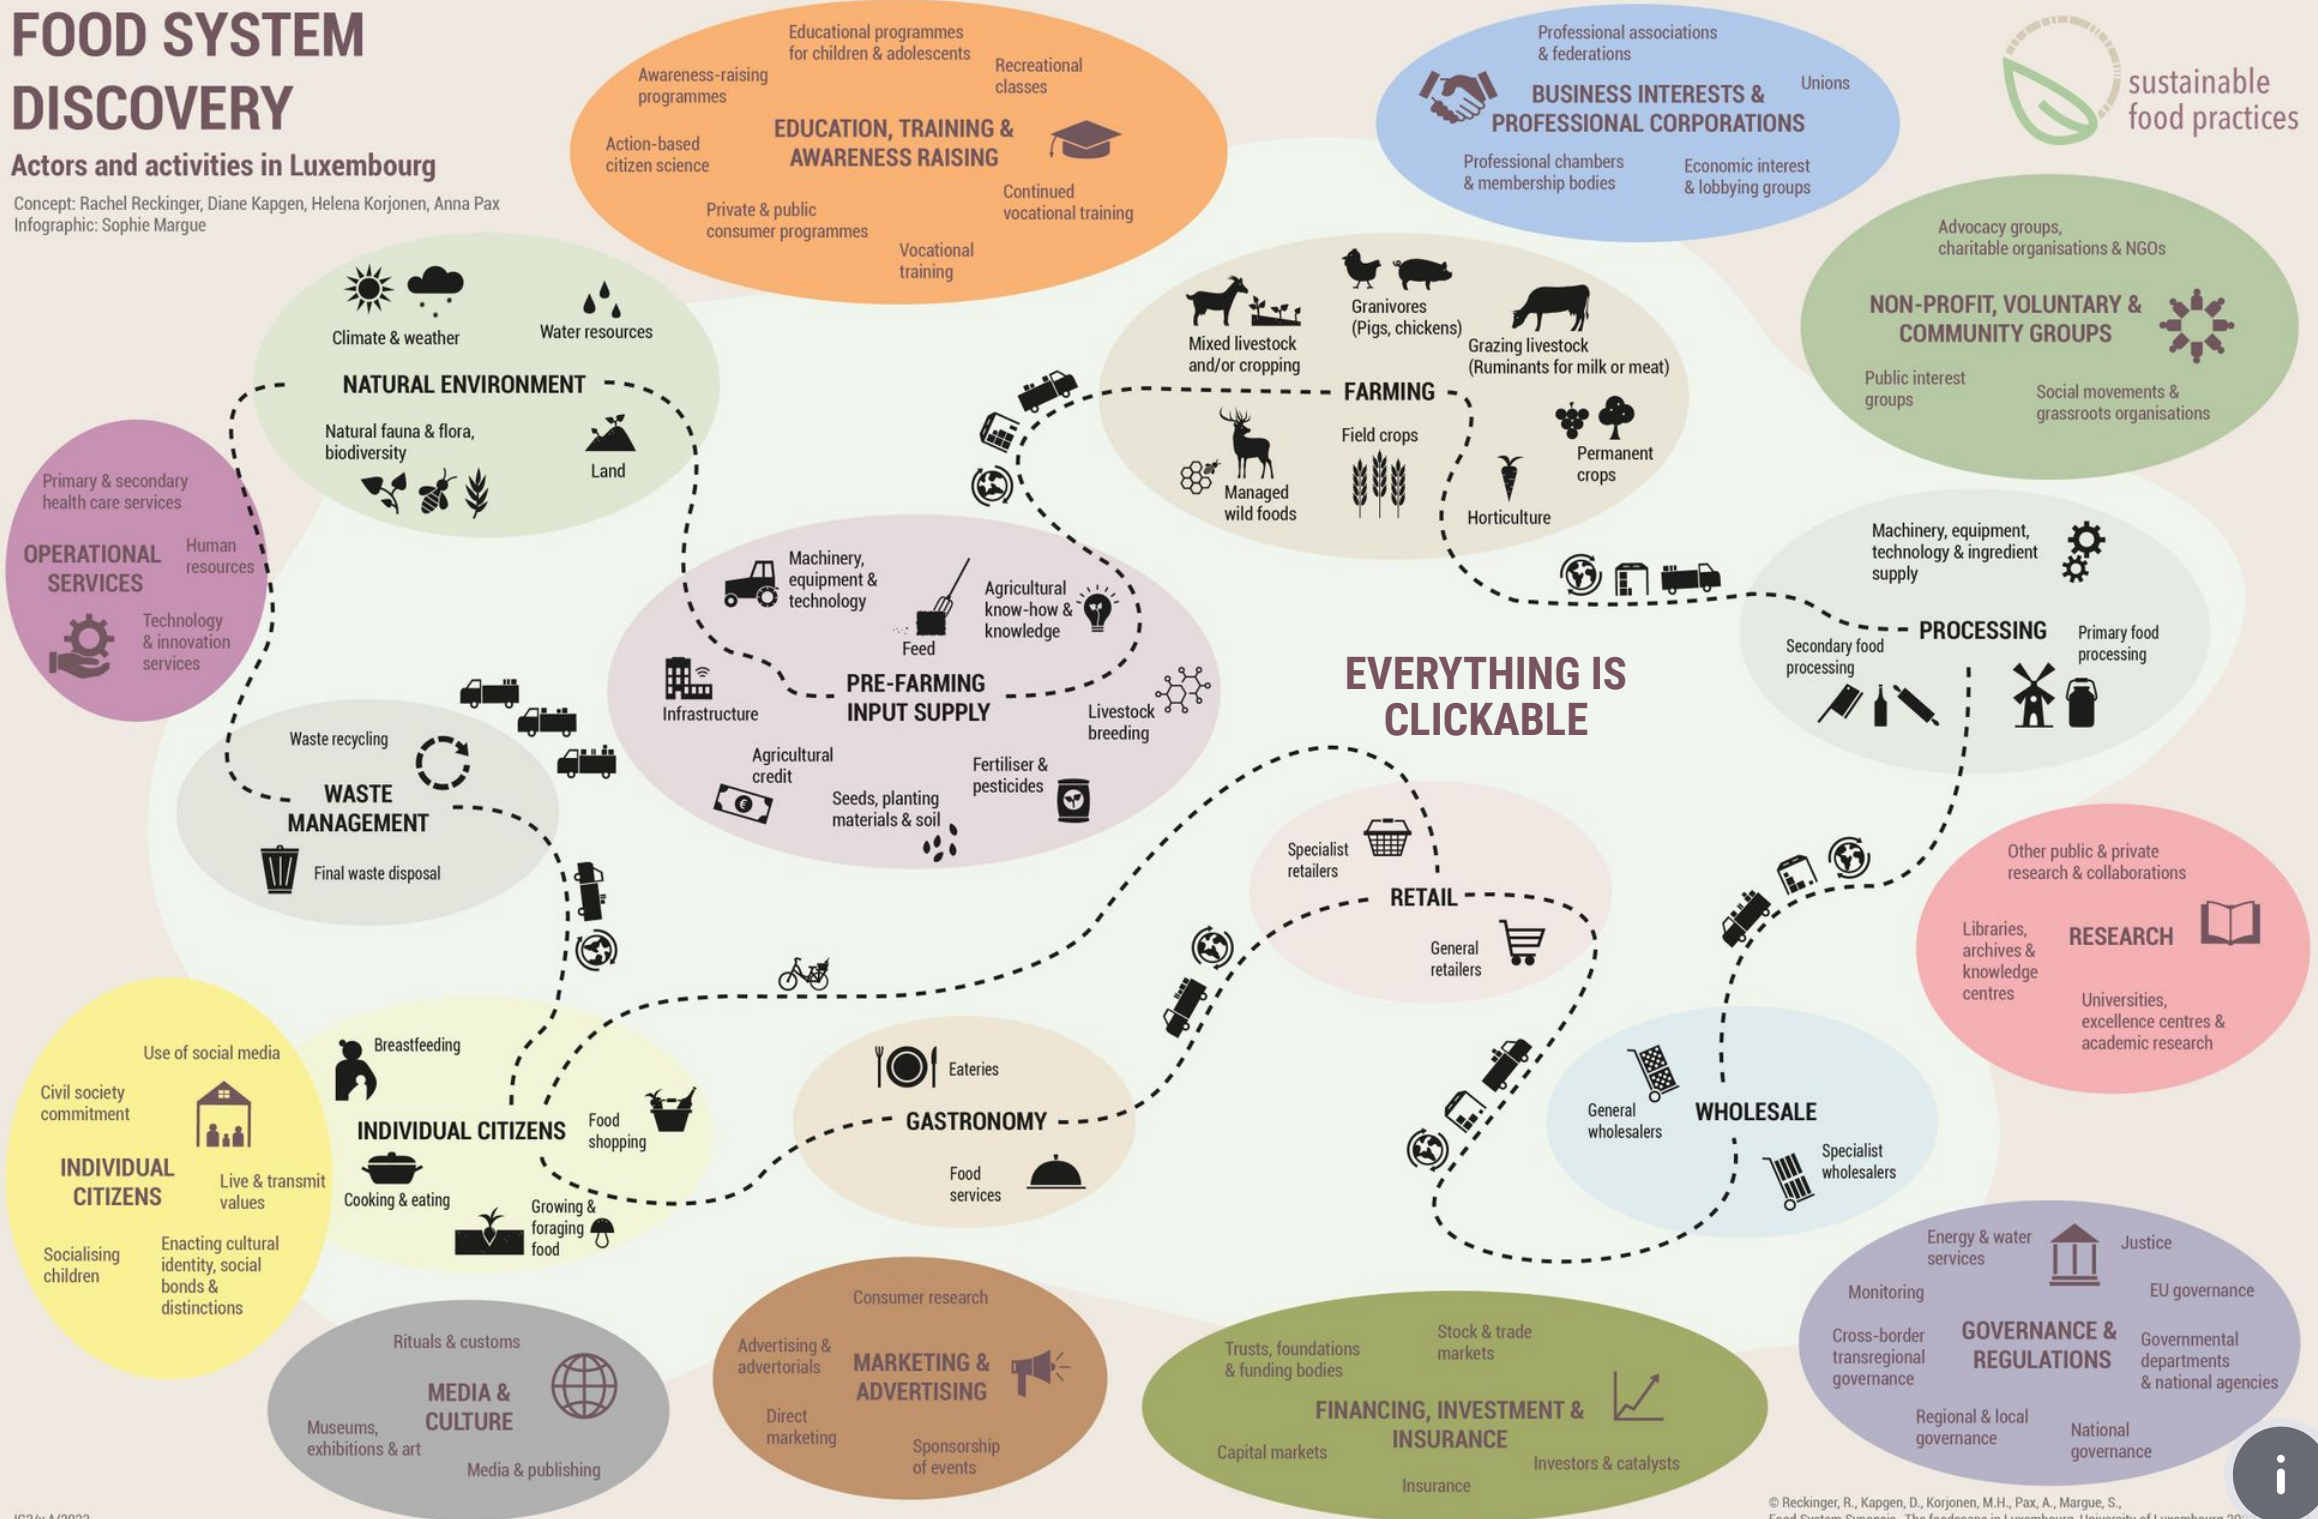 FOOD SYSTEM
DISCOVERY
Actors and activities in Luxembourg
Concept: Rachel Reckinger, Diane Kapgen, Helena Korjonen, Anna Pax
Infographic: Sophie Margue
Educational programmes
for children & adolescents
Awareness-raising
programmes
Recreational
classes
EDUCATION, TRAINING &
AWARENESS RAISING
Action-based
citizen science
Continued
vocational training
Private & public
consumer programmes
Vocational
training
Professional associations
& federations
Unions
BUSINESS INTERESTS &
PROFESSIONAL CORPORATIONS
Professional chambers
& membership bodies
Economic interest
& lobbying groups
sustainable
food practices
Advocacy groups,
charitable organisations & NGOs
NON-PROFIT, VOLUNTARY &
COMMUNITY GROUPS
Public interest
groups
Social movements &
grassroots organisations
Climate & weather
Water resources
NATURAL ENVIRONMENT
Natural fauna & flora,
biodiversity
Land
Mixed livestock
and/or cropping
Granivores
(Pigs, chickens)
Grazing livestock
(Ruminants for milk or meat)
FARMING
Managed
wild foods
Field crops
Horticulture
Permanent
crops
Primary & secondary
health care services
OPERATIONAL
SERVICES
Human
resources
Technology
& innovation
services
Machinery,
equipment &
technology
Feed
Agricultural
know-how &
knowledge
Infrastructure
PRE-FARMING
INPUT SUPPLY
Livestock
breeding
Agricultural
credit
Seeds, planting
materials & soil
Fertiliser &
pesticides
EVERYTHING IS
CLICKABLE
Machinery, equipment,
technology & ingredient
supply
PROCESSING
Secondary food
processing
Primary food
processing
Waste recycling
WASTE
MANAGEMENT
Final waste disposal
Specialist
retailers
RETAIL
General
retailers
Other public & private
research & collaborations
Libraries,
archives &
knowledge
centres
RESEARCH
Universities,
excellence centres &
academic research
Use of social media
Civil society
commitment
INDIVIDUAL
CITIZENS
Live & transmit
values
Socialising
children
Enacting cultural
identity, social
bonds &
distinctions
Breastfeeding
INDIVIDUAL CITIZENS
Food
shopping
Cooking & eating
Growing &
foraging
food
Eateries
GASTRONOMY
Food
services
General
wholesalers
WHOLESALE
Specialist
wholesalers
Rituals & customs
MEDIA &
CULTURE
Museums,
exhibitions & art
Media & publishing
Consumer research
Advertising &
advertorials
MARKETING &
ADVERTISING
Direct
marketing
Sponsorship
of events
Trusts, foundations
& funding bodies
Stock & trade
markets
FINANCING, INVESTMENT &
INSURANCE
Capital markets
Investors & catalysts
Insurance
Energy & water
services
Justice
Monitoring
EU governance
Cross-border
transregional
governance
GOVERNANCE &
REGULATIONS
Governmental
departments
& national agencies
Regional & local
governance
National
governance
i
© Reckinger, R., Kapgen, D., Korjonen, M.H., Pax, A., Margue, S.,
Food System Synopsis. The foodscape in Luxembourg, University of Luxembourg